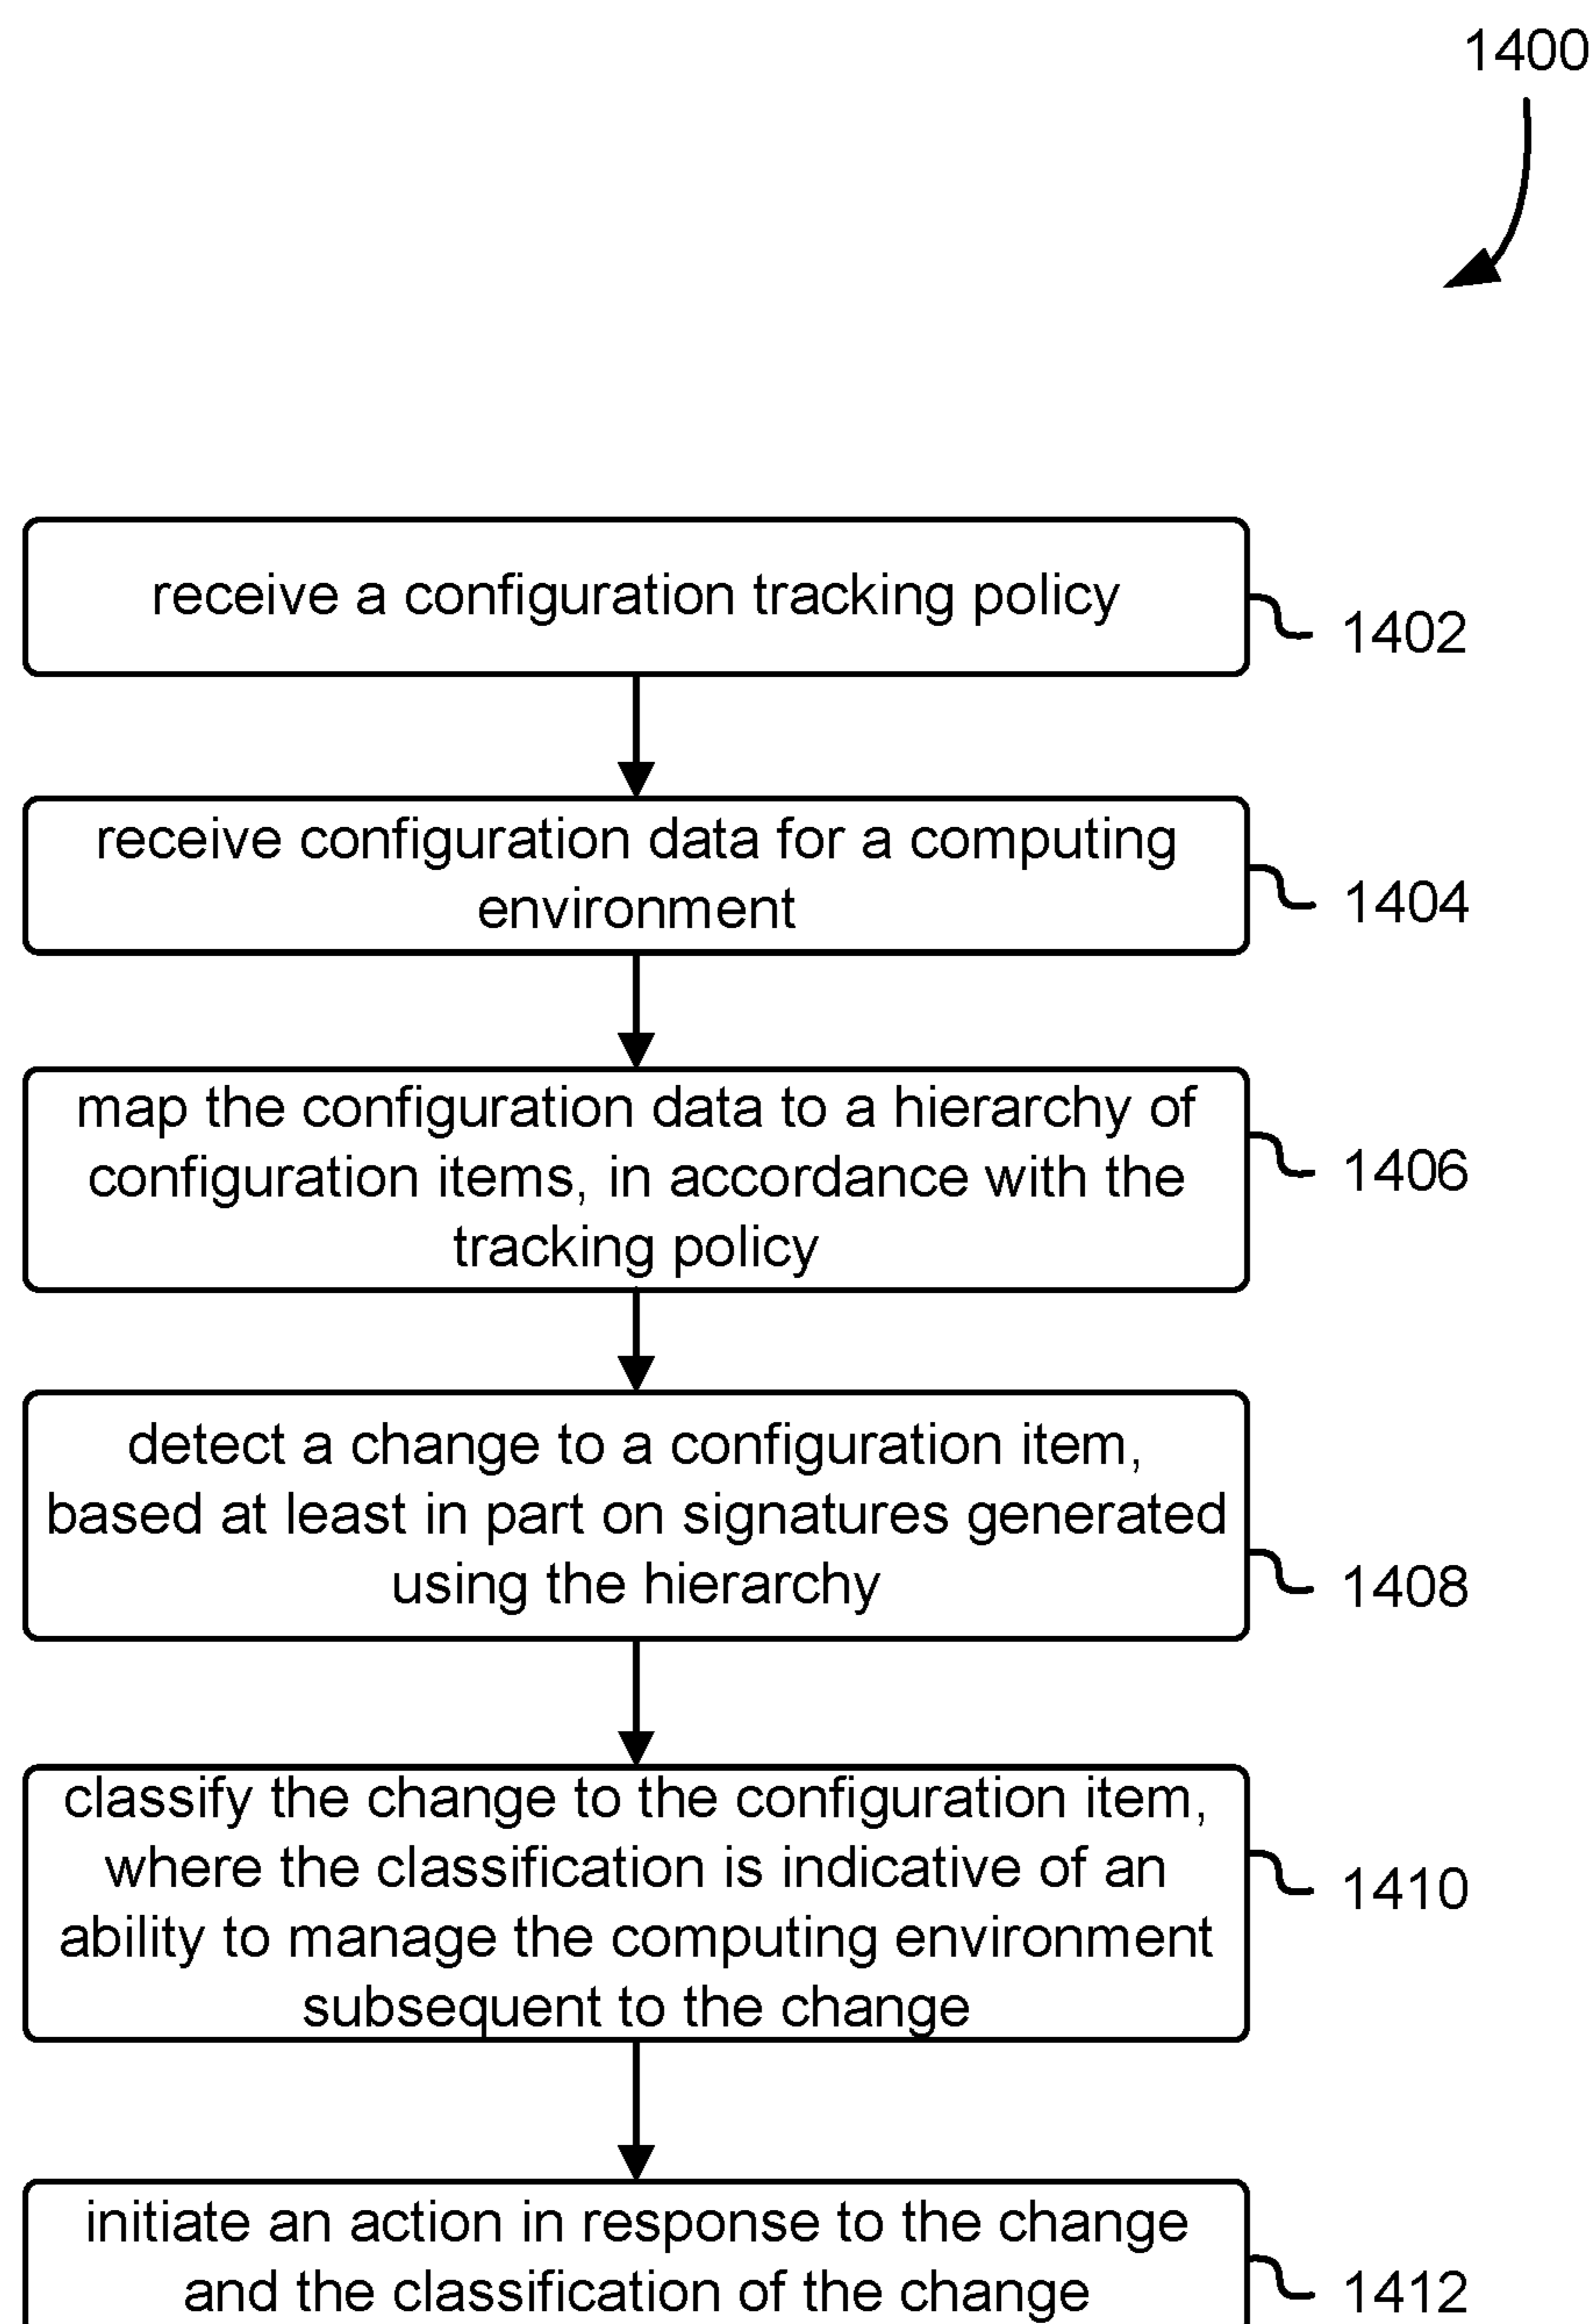 1400
receive a configuration tracking policy
1402
receive configuration data for a computing
environment
1404
map the configuration data to a hierarchy of
configuration items, in accordance with the
tracking policy
1406
detect a change to a configuration item,
based at least in part on signatures generated
using the hierarchy
1408
classify the change to the configuration item,
where the classification is indicative of an
ability to manage the computing environment
subsequent to the change
1410
initiate an action in response to the change
and the classification of the change
1412